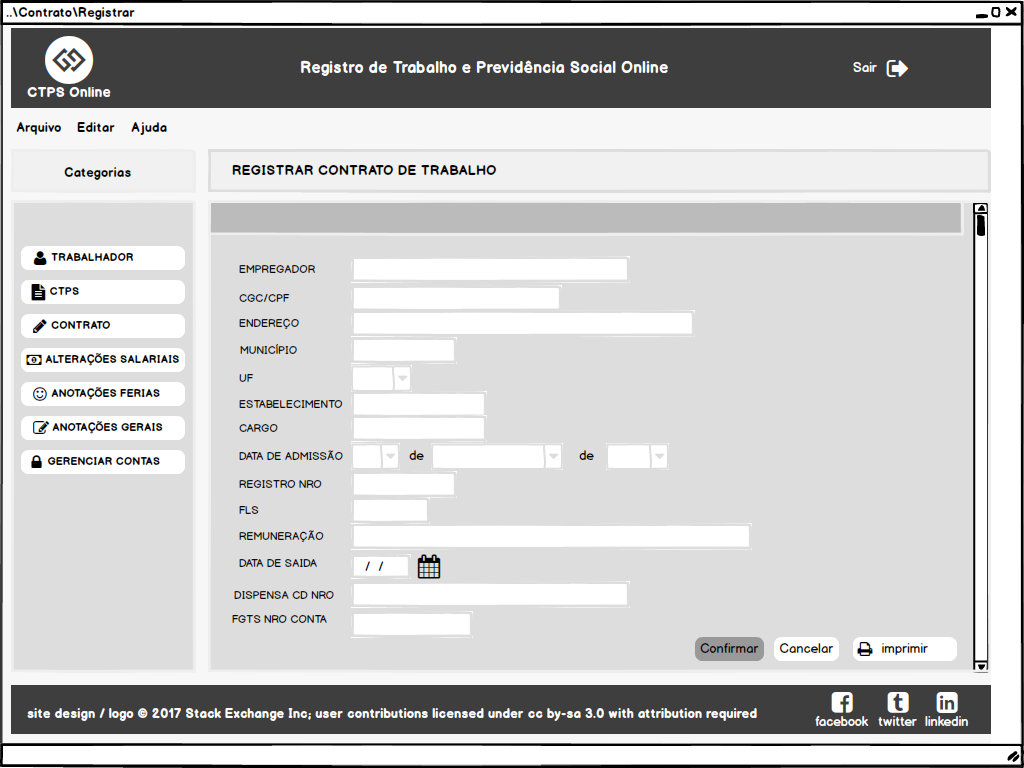 ..\Contrato\Registrar
CTPS Online
Registro de Trabalho e Previdência Social Online
Sair
Arquivo Editar Ajuda
Categorias
REGISTRAR CONTRATO DE TRABALHO
TRABALHADOR
CTPS
CONTRATO
ALTERAÇÕES SALARIAIS
ANOTAÇÕES FERIAS
ANOTAÇÕES GERAIS
GERENCIAR CONTAS
EMPREGADOR
CGC/CPF
ENDEREÇO
MUNICÍPIO
UF
ESTABELECIMENTO
CARGO
DATA DE ADMISSÃO de de
REGISTRO NRO
FLS
REMUNERAÇÃO
DATA DE SAIDA / /
DISPENSA CD NRO
FGTS NRO CONTA
Confirmar Cancelar imprimir
site design / logo © 2017 Stack Exchange Inc; user contributions licensed under cc by-sa 3.0 with attribution required
facebook twitter linkedin